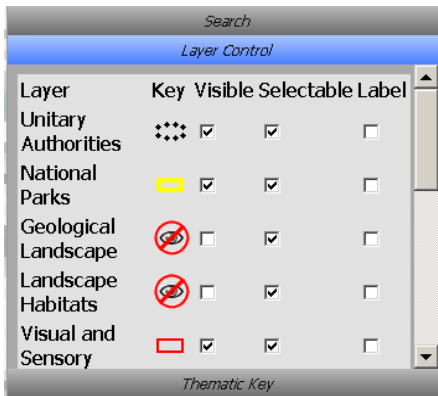 Search
Layer Control
Layer Key Visible Selectable Label
Unitary
Authorities
National
Parks
Geological
Landscape
Landscape
Habitats
Visual and
Sensory
Thematic Key